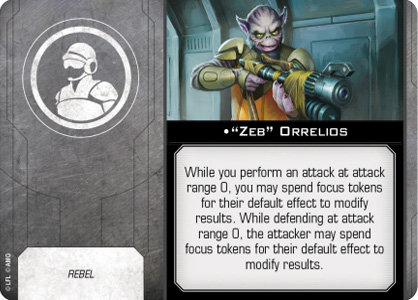 •"Zeb" Orrelios
While you perform an attack at attack
range 0, you may spend focus tokens
for their default effect to modify
results. While defending at attack
range 0, the attacker may spend
focus tokens for their default effect to
modify results.
REBEL
© LFL © AMG